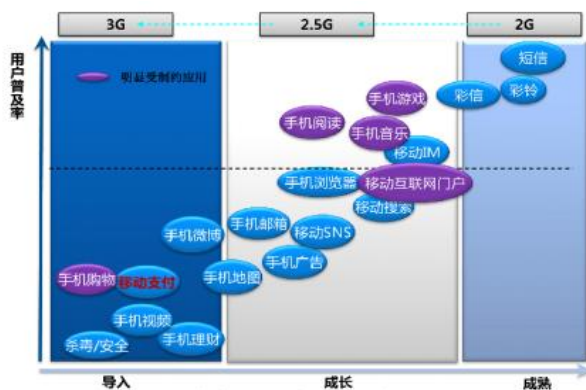 3G
2.5G
2G
用户普及率
明显受制约应用
短信
彩信
彩铃
手机游戏
手机阅读
手机音乐
移动IM
手机浏览器
移动互联网门户
移动搜索
手机微博
手机邮箱
移动SNS
手机广告
手机地图
手机购物
移动支付
手机视频
杀毒/安全
手机理财
导入
成长
成熟